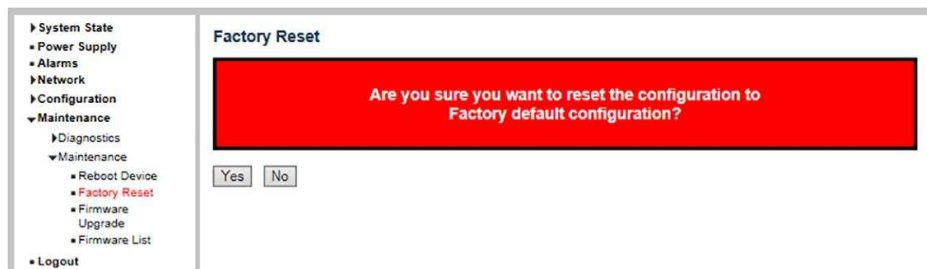 System State
Power Supply
Alarms
Network
Configuration
Maintenance
Diagnostics
Maintenance
Reboot Device
Factory Reset
Firmware
Upgrade
Firmware List
Logout
Factory Reset
Are you sure you want to reset the configuration to
Factory default configuration?
Yes No